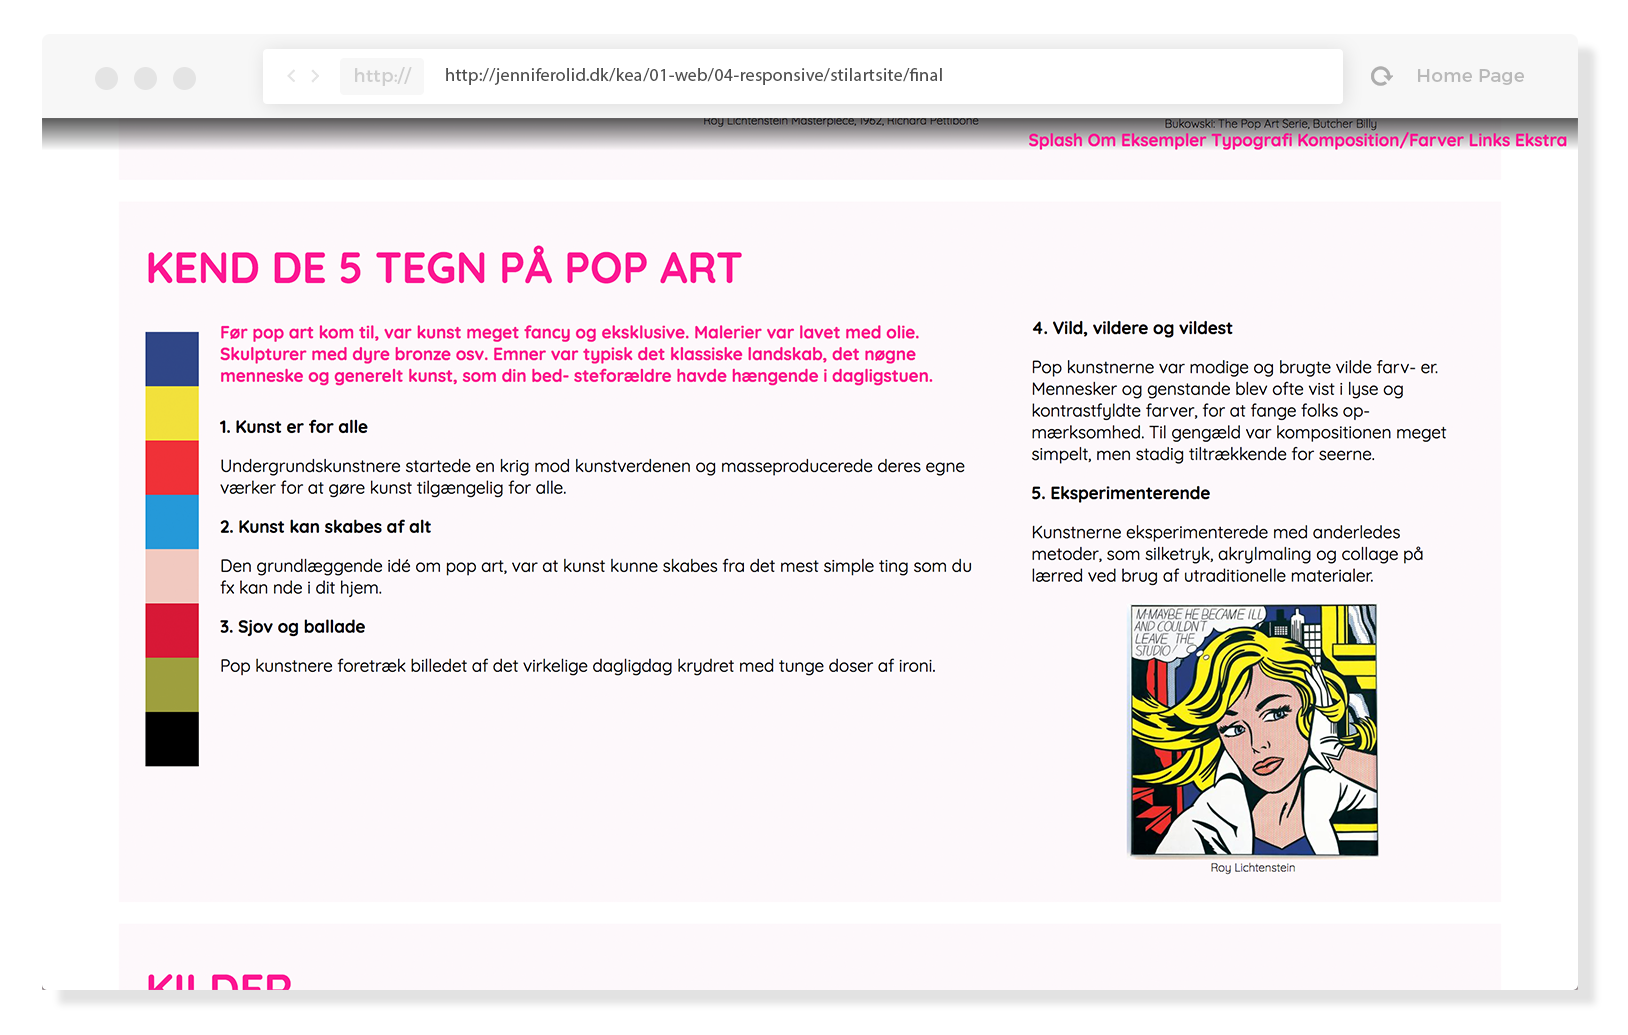 http://
http://jenniferolid.dk/kea/01-web/04-responsive/stilartsite/final
Home Page
Roy Lichtenstein Masterpiece, 1962, Richard Pettibone
Bukowski: The Pop Art Serie, Butcher Billy
Splash Om Eksempler Typografi Komposition/Farver Links Ekstra
KEND DE 5 TEGN PÅ POP ART
Før pop art kom til, var kunst meget fancy og eksklusive. Malerier var lavet med olie.
Skulpturer med dyre bronze osv. Emner var typisk det klassiske landskab, det nøgne
menneske og generelt kunst, som din bed- steforældre havde hængende i dagligstuen.
1. Kunst er for alle
Undergrundskunstnere startede en krig mod kunstverdenen og masseproducerede deres egne
værker for at gøre kunst tilgængelig for alle.
2. Kunst kan skabes af alt
Den grundlæggende idé om pop art, var at kunst kunne skabes fra det mest simple ting som du
fx kan nde i dit hjem.
3. Sjov og ballade
Pop kunstnere foretræk billedet af det virkelige dagligdag krydret med tunge doser af ironi.
4. Vild, vildere og vildest
Pop kunstnerne var modige og brugte vilde farv- er.
Mennesker og genstande blev ofte vist i lyse og
kontrastfyldte farver, for at fange folks op-
mærksomhed. Til gengæld var kompositionen meget
simpelt, men stadig tiltrækkende for seerne.
5. Eksperimenterende
Kunstnerne eksperimenterede med anderledes
metoder, som silketryk, akrylmaling og collage på
lærred ved brug af utraditionelle materialer.
M-MAYBE HE BECAME ILL
AND COULDN'T
LEAVE THE
STUDIO!
Roy Lichtenstein
KILDER